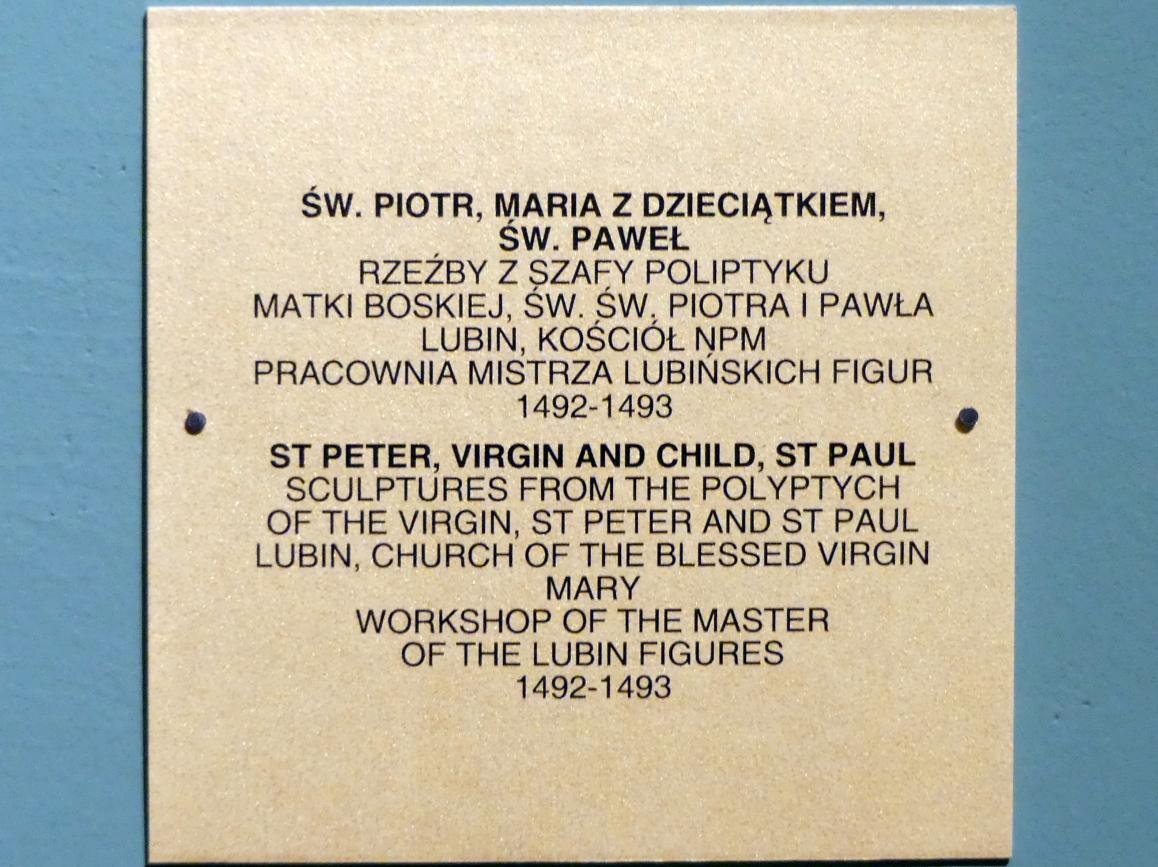 ŚW. PIOTR, MARIA Z DZIECIĄTKIEM,
ŚW. PAWEŁ
RZEŹBY Z SZAFY POLIPTYKU
MATKI BOSKIEJ, ŚW. ŚW. PIOTRA I PAWŁA
LUBIN, KOŚCIÓŁ NPM
PRACOWNIA MISTRZA LUBIŃSKICH FIGUR
1492-1493
ST PETER, VIRGIN AND CHILD, ST PAUL
SCULPTURES FROM THE POLYPTYCH
OF THE VIRGIN, ST PETER AND ST PAUL
LUBIN, CHURCH OF THE BLESSED VIRGIN
MARY
WORKSHOP OF THE MASTER
OF THE LUBIN FIGURES
1492-1493